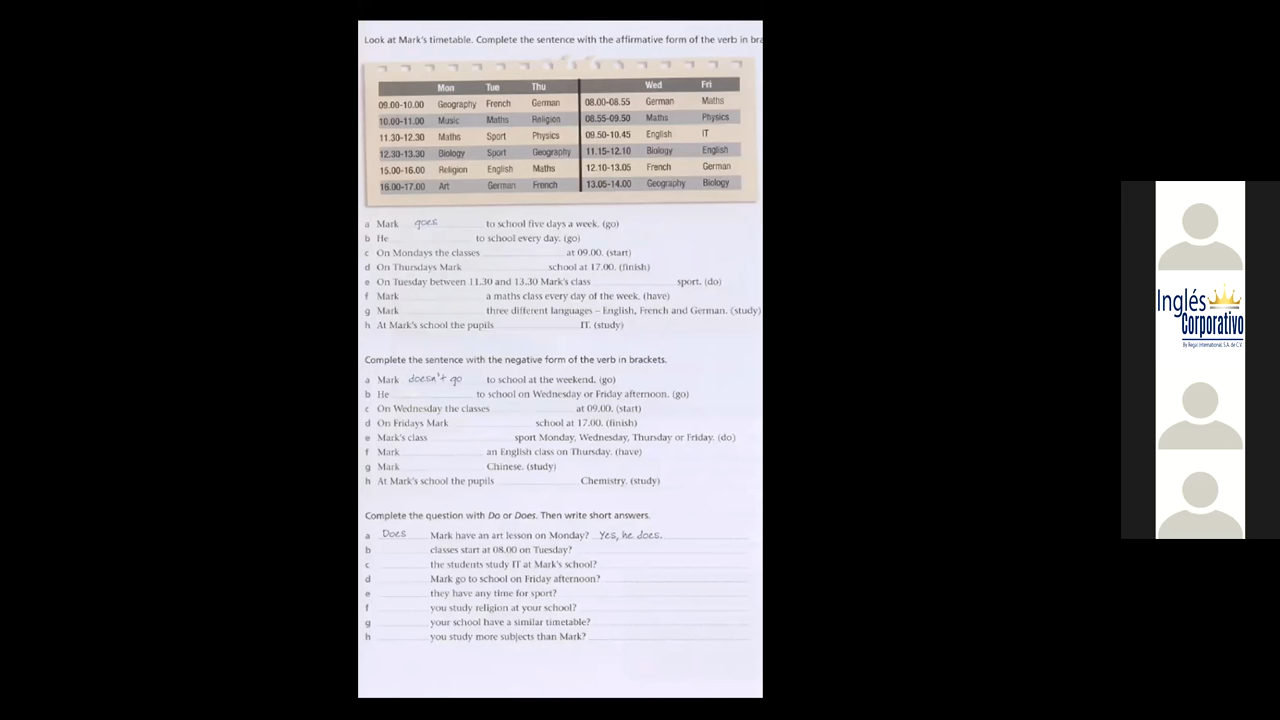 Look at Mark's timetable. Complete the sentence with the affirmative form of the verb in bra
Mon Tue Thu Wed Fri
09.00-10.00 Geography French German 08.00-08.55 German Maths
10.00-11.00 Music Maths Religion 08.55-09.50 Maths Physics
11.30-12.30 Maths Sport Physics 09.50-10.45 English IT
12.30-13.30 Biology Sport Geography 11.15-12.10 Biology English
15.00-16.00 Religion English Maths 12.10-13.05 French German
16.00-17.00 Art German French 13.05-14.00 Geography Biology
a Mark goes to school five days a week. (go)
b He to school every day. (go)
c On Mondays the classes at 09.00. (start)
d On Thursdays Mark school at 17.00. (finish)
e On Tuesday between 11.30 and 13.30 Mark's class sport. (do)
f Mark a maths class every day of the week. (have)
g Mark three different languages – English, French and German. (study)
h At Mark's school the pupils IT. (study)
Complete the sentence with the negative form of the verb in brackets.
a Mark doesn't go to school at the weekend. (go)
b He to school on Wednesday or Friday afternoon. (go)
c On Wednesday the classes at 09.00. (start)
d On Fridays Mark school at 17.00. (finish)
e Mark's class sport Monday, Wednesday, Thursday or Friday. (do)
f Mark an English class on Thursday. (have)
g Mark Chinese. (study)
h At Mark's school the pupils Chemistry. (study)
Complete the question with Do or Does. Then write short answers.
a Does Mark have an art lesson on Monday? Yes, he does.
b classes start at 08.00 on Tuesday?
c the students study IT at Mark's school?
d Mark go to school on Friday afternoon?
e they have any time for sport?
f you study religion at your school?
g your school have a similar timetable?
h you study more subjects than Mark?
Inglés
Corporativo
By Regal International, S.A. de C.V.